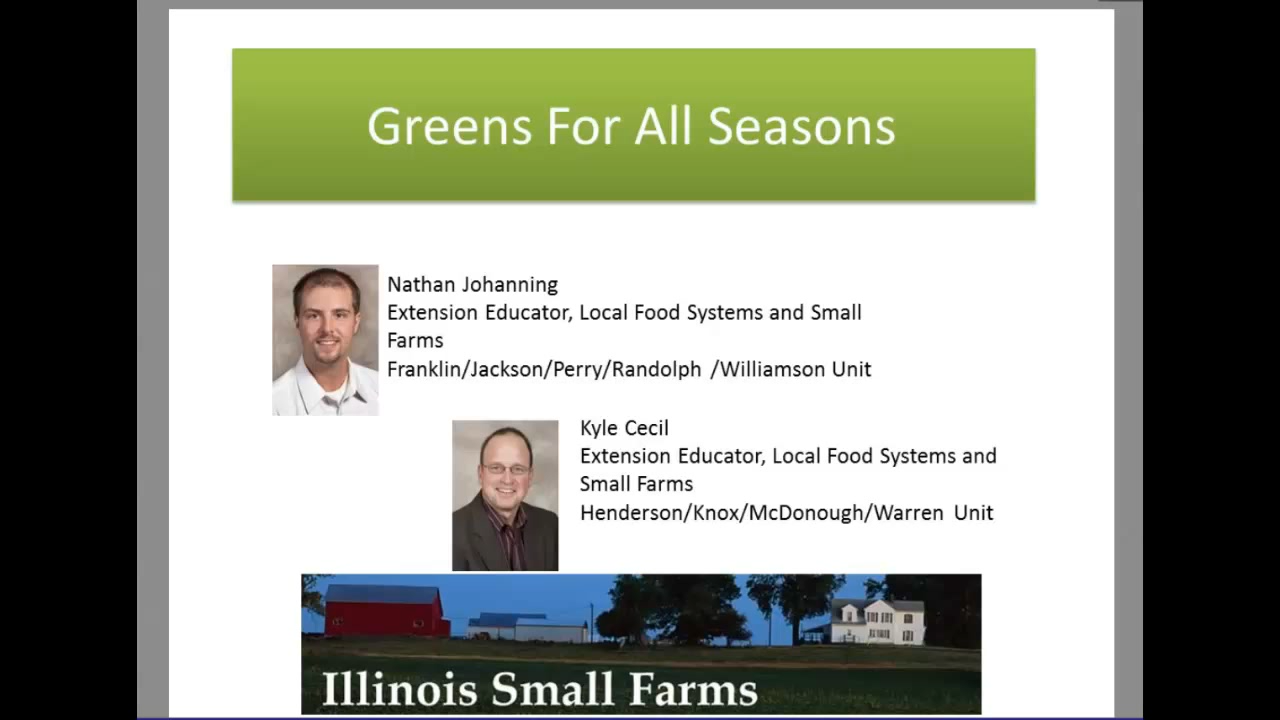 Greens For All Seasons
Nathan Johanning
Extension Educator, Local Food Systems and Small
Farms
Franklin/Jackson/Perry/Randolph /Williamson Unit
Kyle Cecil
Extension Educator, Local Food Systems and
Small Farms
Henderson/Knox/McDonough/Warren Unit
Illinois Small Farms